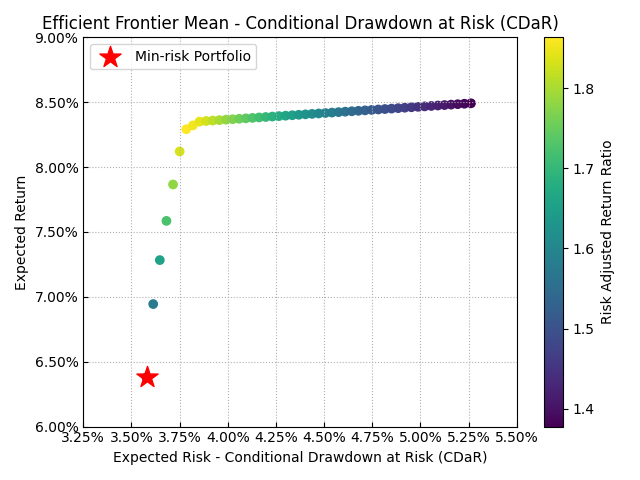 Efficient Frontier Mean - Conditional Drawdown at Risk (CDaR)
9.00%
8.50%
8.00%
7.50%
7.00%
6.50%
6.00%
Expected Return
Min-risk Portfolio
3.25% 3.50% 3.75% 4.00% 4.25% 4.50% 4.75% 5.00% 5.25% 5.50%
Expected Risk - Conditional Drawdown at Risk (CDaR)
1.8
1.7
1.6
1.5
1.4
Risk Adjusted Return Ratio